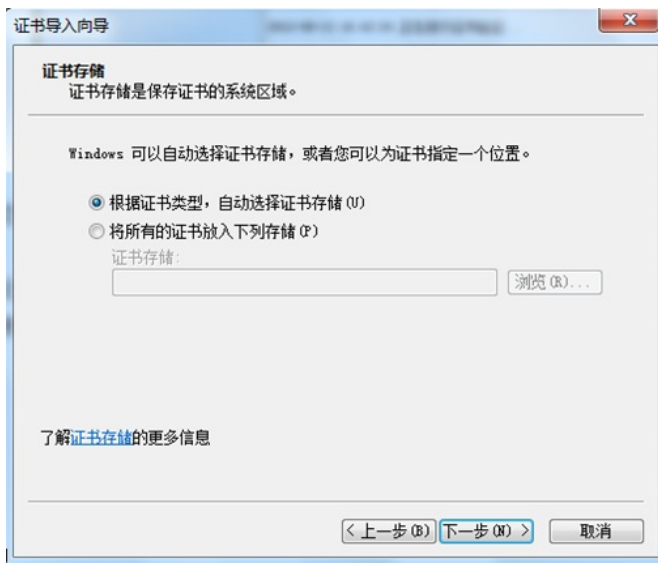 证书导入向导
证书存储
证书存储是保存证书的系统区域。
Windows 可以自动选择证书存储，或者您可以为证书指定一个位置。
根据证书类型，自动选择证书存储(U)
将所有的证书放入下列存储(P)
证书存储:
浏览(R)...
了解证书存储的更多信息
< 上一步(B) 下一步(N) > 取消